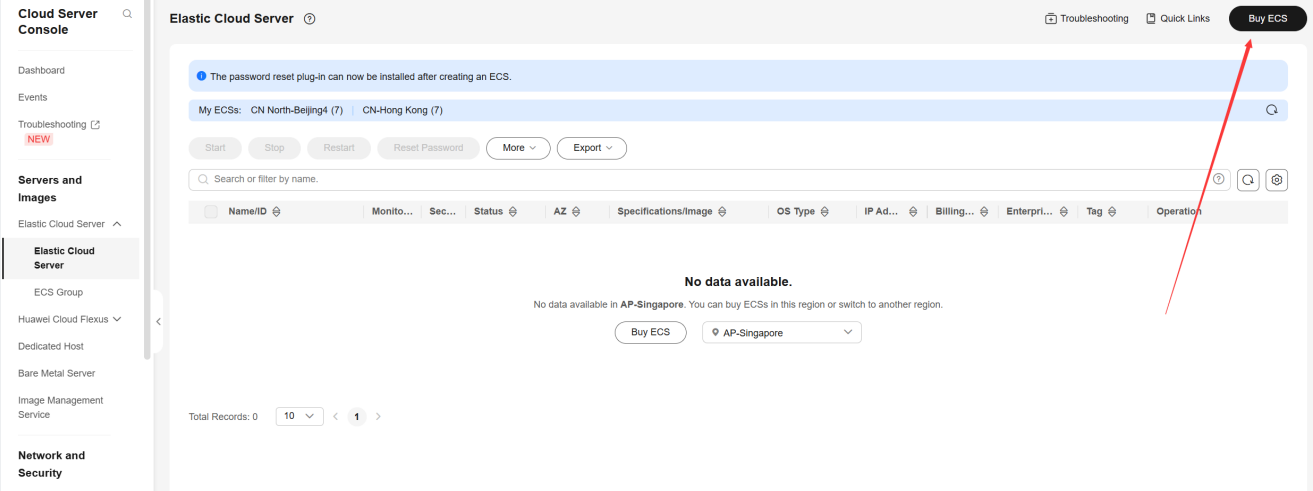 Cloud Server Console
Elastic Cloud Server
Troubleshooting
Quick Links
Buy ECS
Dashboard
Events
Troubleshooting
NEW
Servers and Images
Elastic Cloud Server
Elastic Cloud Server
ECS Group
Huawei Cloud Flexus
Dedicated Host
Bare Metal Server
Image Management Service
Network and Security
The password reset plug-in can now be installed after creating an ECS.
My ECSs: CN North-Beijing4 (7) CN-Hong Kong (7)
Start Stop Restart Reset Password More Export
Search or filter by name.
Name/ID Monito... Sec... Status AZ Specifications/Image OS Type IP Ad... Billing... Enterpri... Tag Operation
No data available.
No data available in AP-Singapore. You can buy ECSs in this region or switch to another region.
Buy ECS AP-Singapore
Total Records: 0 10 1